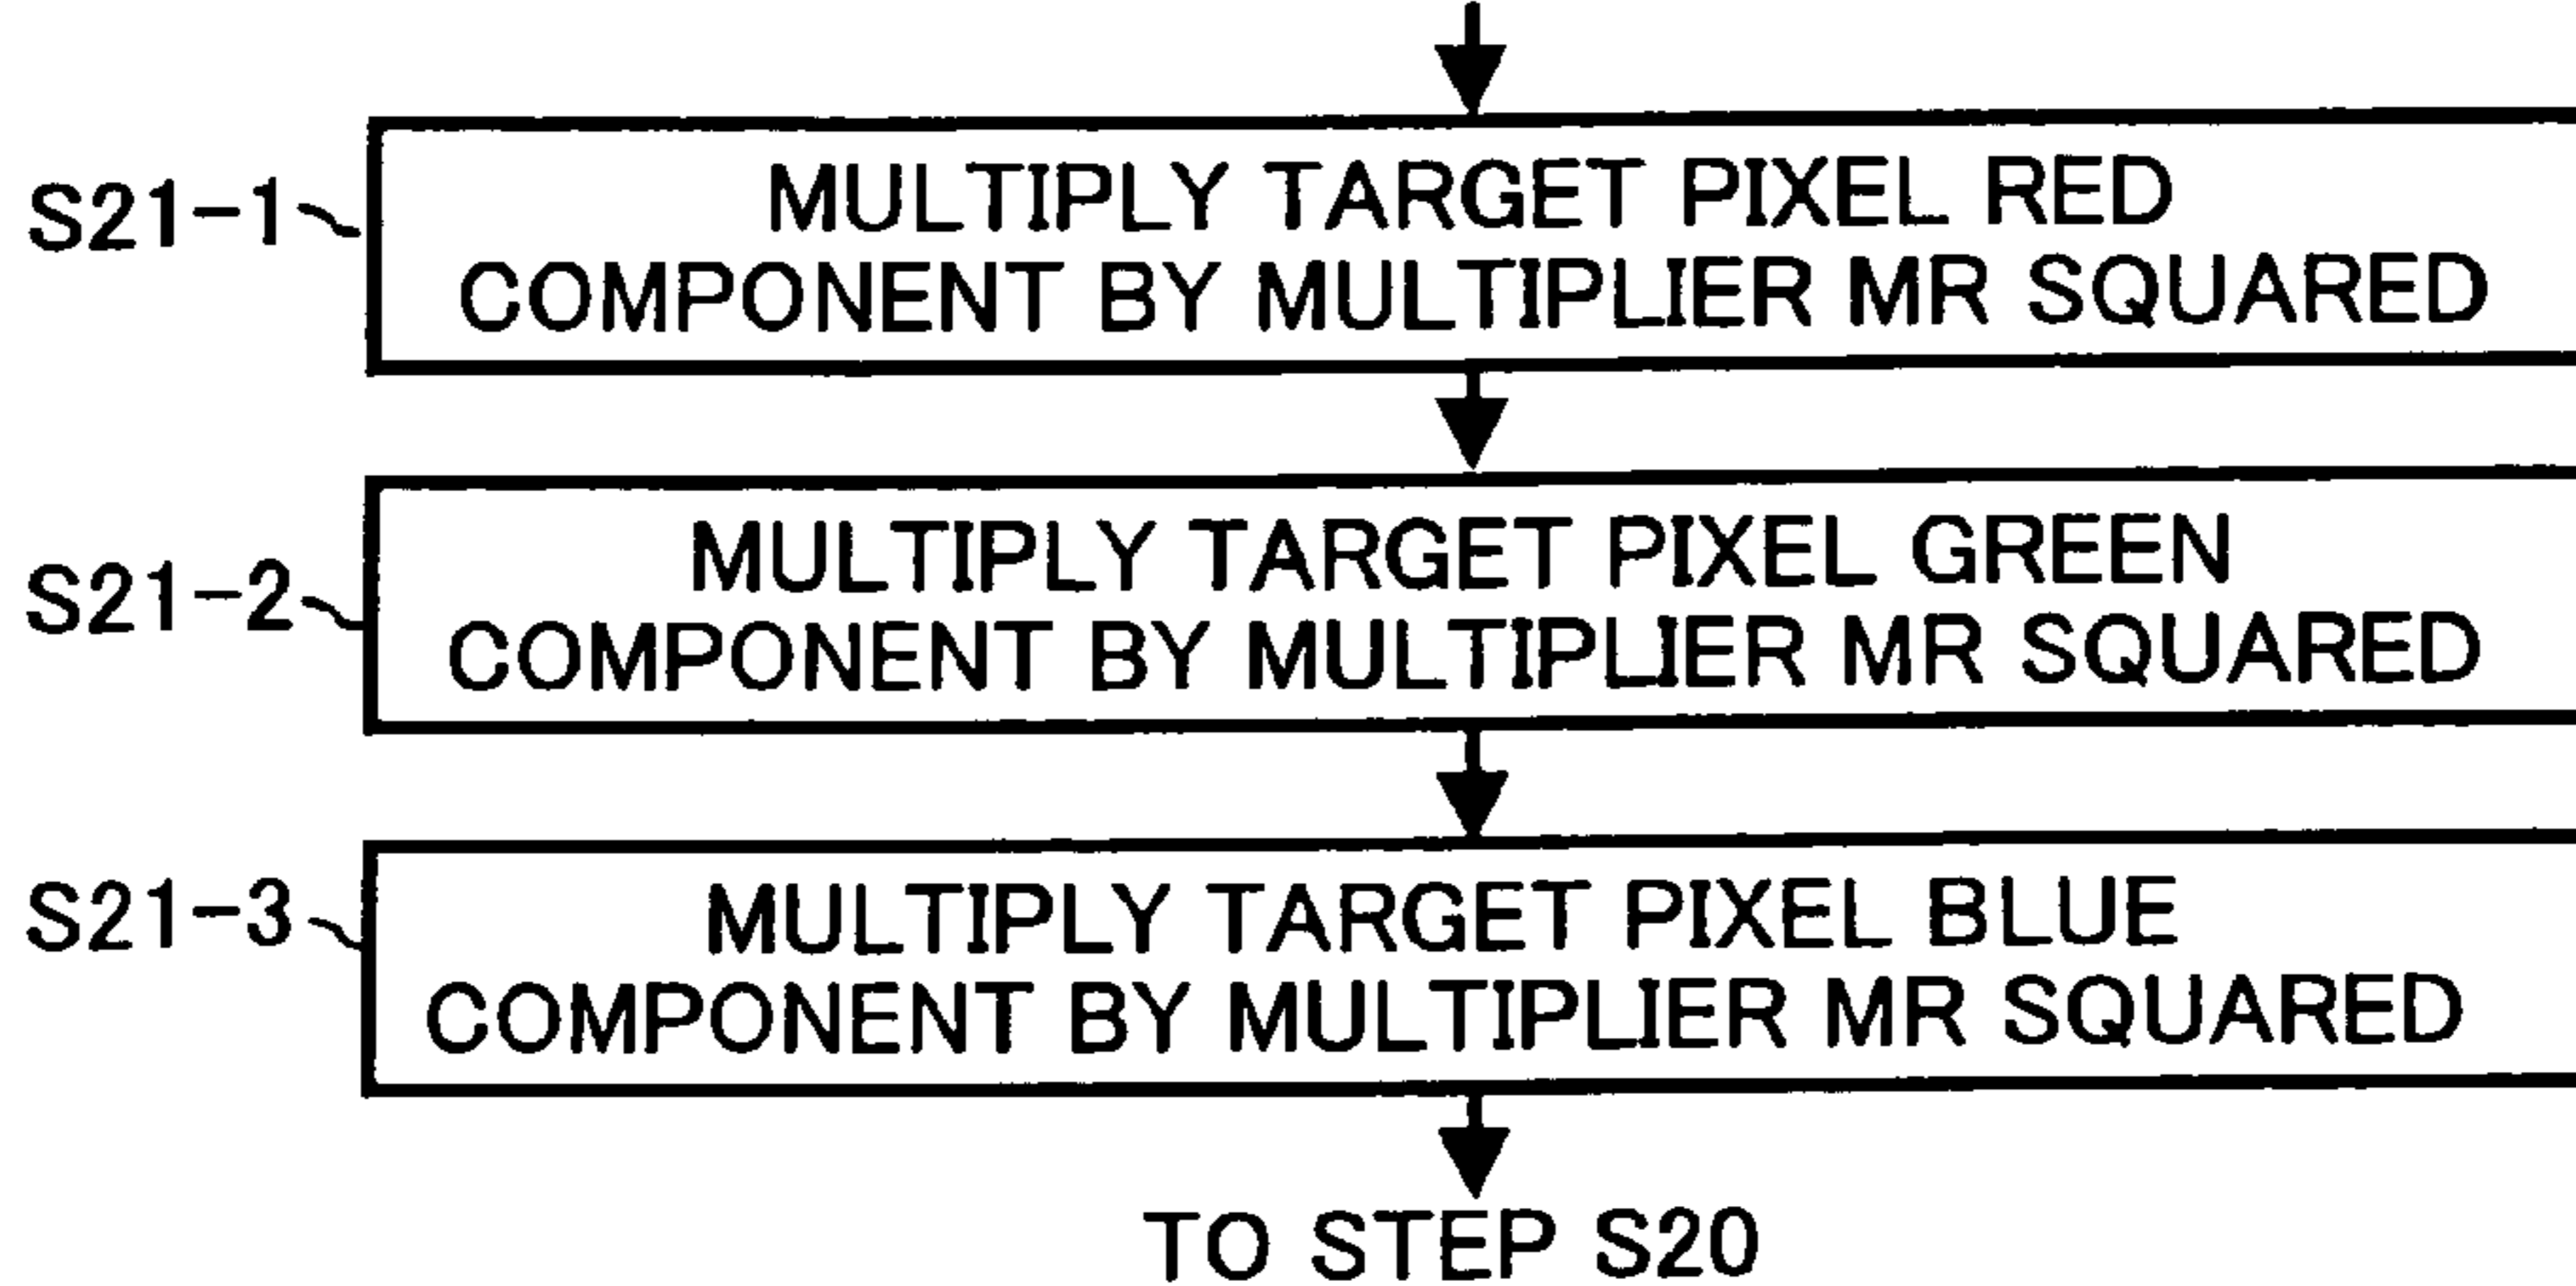 S21-1
MULTIPLY TARGET PIXEL RED
COMPONENT BY MULTIPLIER MR SQUARED
S21-2
MULTIPLY TARGET PIXEL GREEN
COMPONENT BY MULTIPLIER MR SQUARED
S21-3
MULTIPLY TARGET PIXEL BLUE
COMPONENT BY MULTIPLIER MR SQUARED
TO STEP S20